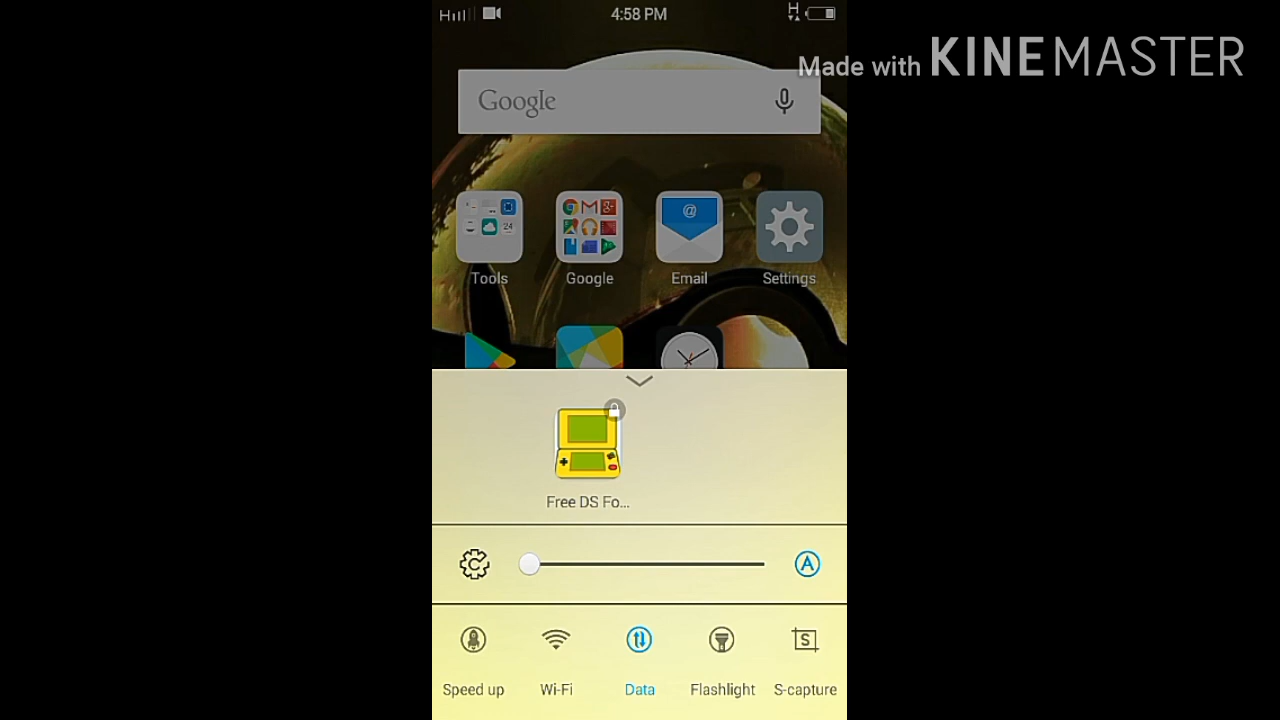 H
4:58 PM
H
Made with KINEMASTER
Google
24
Tools
Google
Email
Settings
Free DS Fo...
A
Speed up
Wi-Fi
Data
Flashlight
S
S-capture